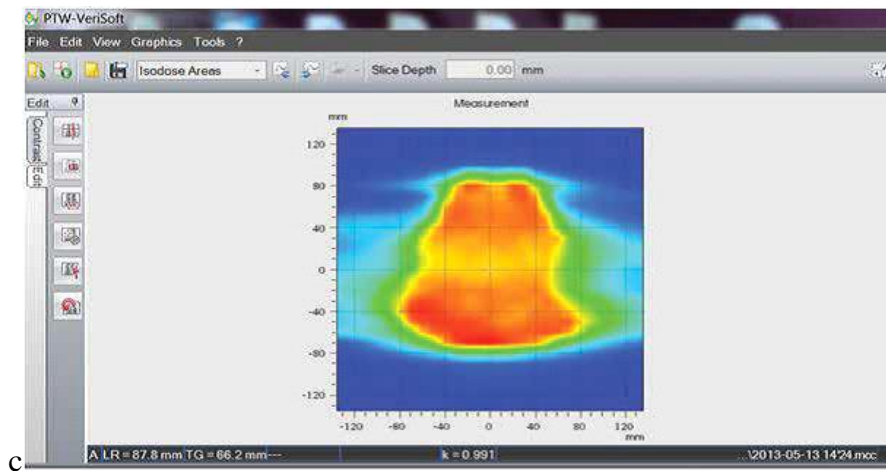 PTW-VeriSoft
File Edit View Graphics Tools ?
Isodose Areas Slice Depth 0.00 mm
Edit
Contrast
Edit
Measurement
mm
120
80
40
0
-40
-80
-120
-120 -80 -40 0 40 80 120
mm
A LR = 87.8 mm TG = 66.2 mm--- k = 0.991 ...\2013-05-13 14'24.mcc
c